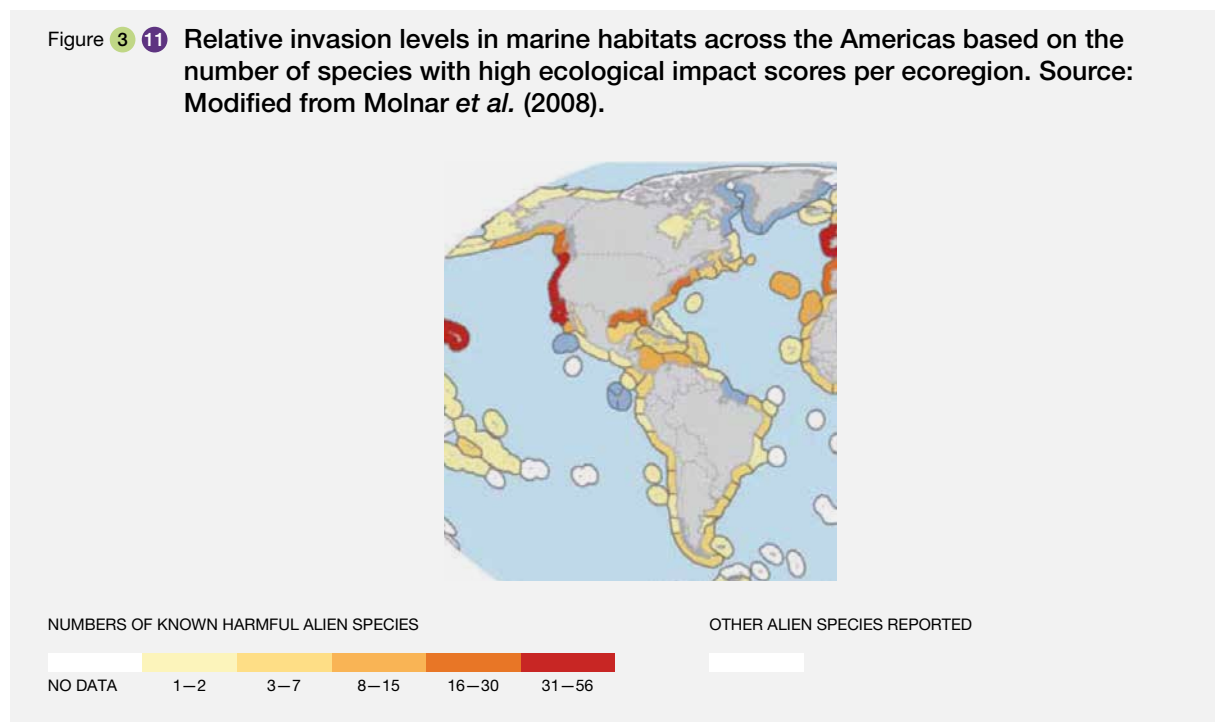 Figure 3 11 Relative invasion levels in marine habitats across the Americas based on the
number of species with high ecological impact scores per ecoregion. Source:
Modified from Molnar et al. (2008).
NUMBERS OF KNOWN HARMFUL ALIEN SPECIES
OTHER ALIEN SPECIES REPORTED
NO DATA 1—2 3—7 8—15 16—30 31—56